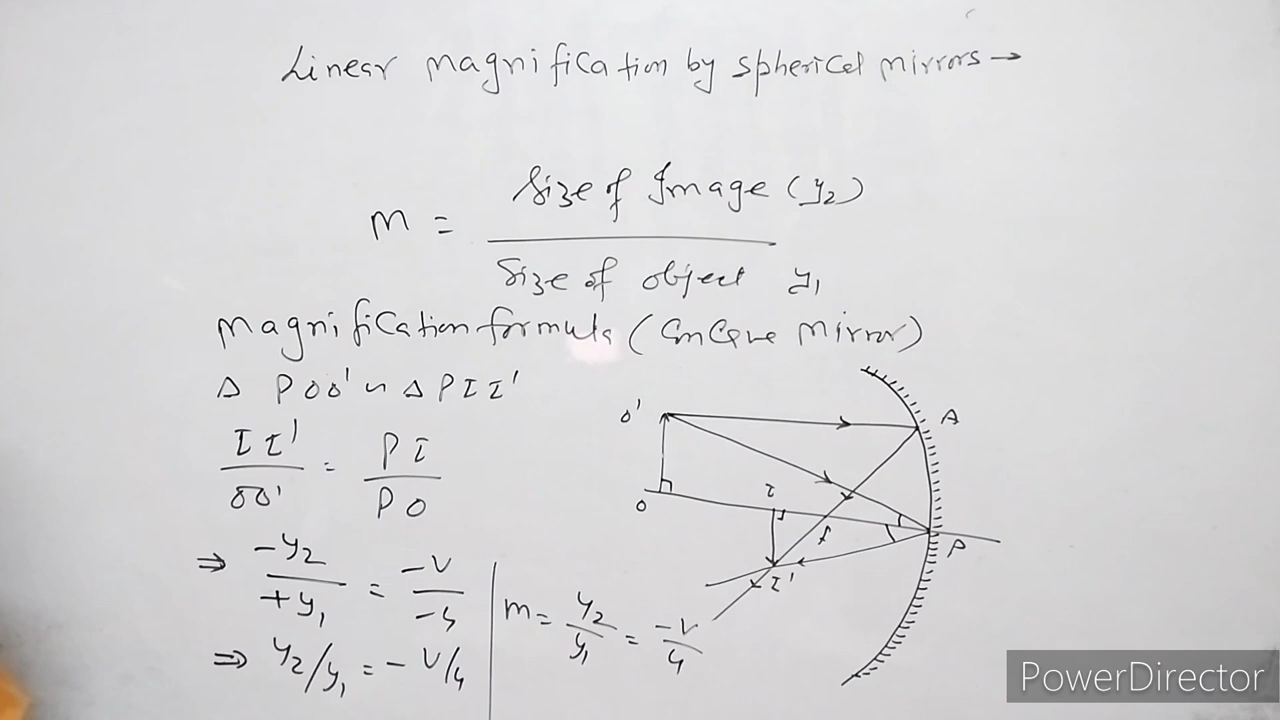 Linear magnification by spherical mirrors →
m = Size of Image (y₂) / Size of object y₁
Magnification formula (Concave Mirror)
Δ POO' ~ Δ PII'
II' / OO' = PI / PO
⇒ -y₂ / +y₁ = -v / -u
⇒ y₂/y₁ = - v/u
m = y₂ / y₁ = -v / u
O'
A
I
O
f
P
I'
PowerDirector